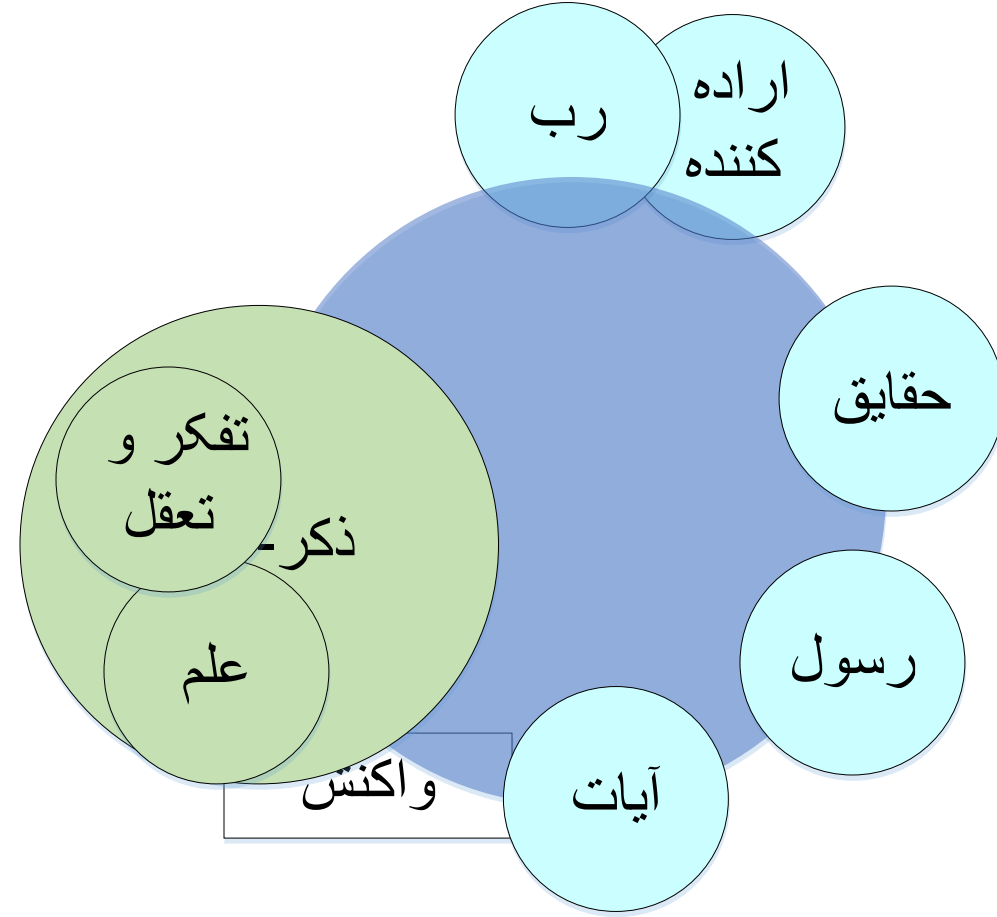 رب
اراده
کننده
حقایق
رسول
آیات
واکنش
ذکر-
تفکر و
تعقل
علم